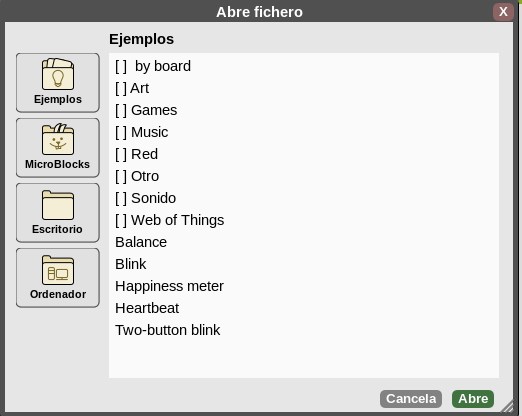 Abre fichero
X
Ejemplos
Ejemplos
MicroBlocks
Escritorio
Ordenador
[ ]  by board
[ ] Art
[ ] Games
[ ] Music
[ ] Red
[ ] Otro
[ ] Sonido
[ ] Web of Things
Balance
Blink
Happiness meter
Heartbeat
Two-button blink
Cancela
Abre